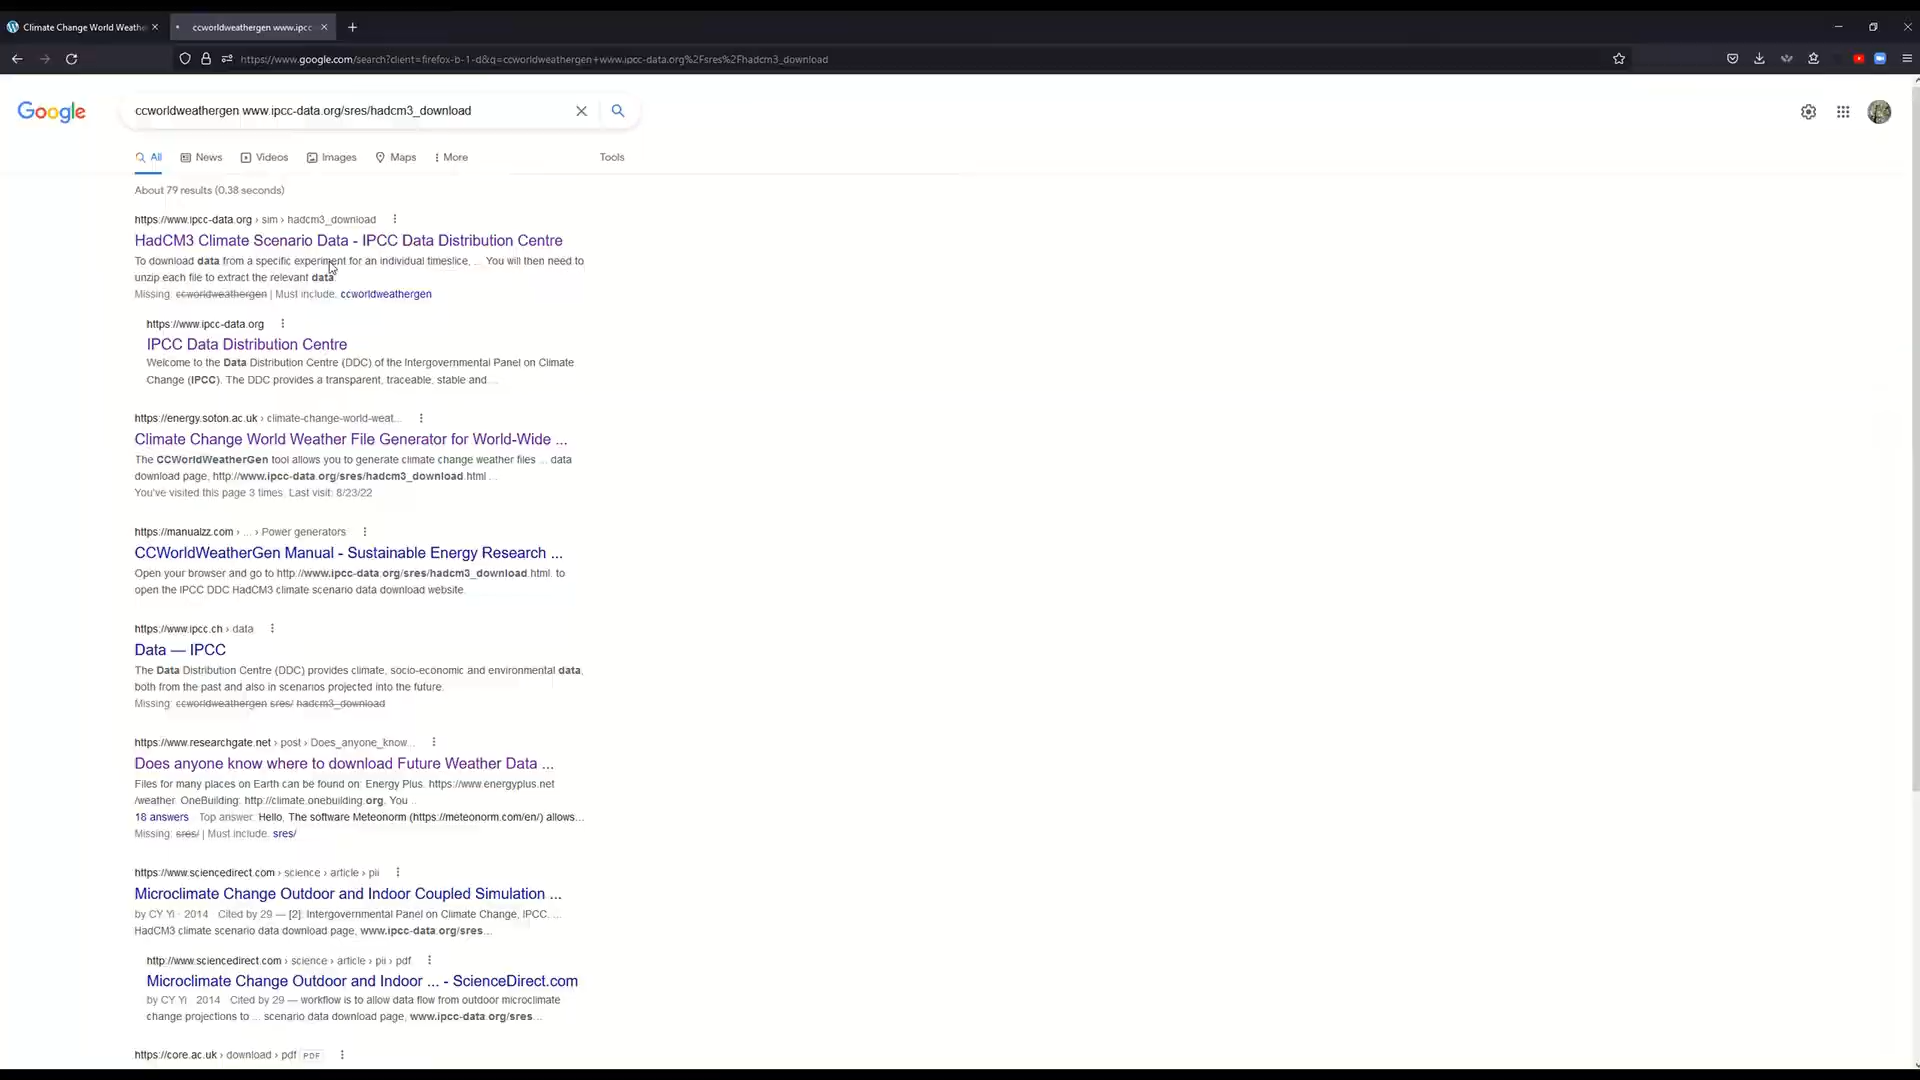 Climate Change World Weathe
ccworldweathergen www.ipcc
https://www.google.com/search?client=firefox-b-1-d&q=ccworldweathergen+www.ipcc-data.org%2Fsres%2Fhadcm3_download
Google
ccworldweathergen www.ipcc-data.org/sres/hadcm3_download
All News Videos Images Maps More Tools
About 79 results (0.38 seconds)
https://www.ipcc-data.org › sim › hadcm3_download
HadCM3 Climate Scenario Data - IPCC Data Distribution Centre
To download data from a specific experiment for an individual timeslice, ... You will then need to
unzip each file to extract the relevant data.
Missing: ccworldweathergen | Must include: ccworldweathergen
https://www.ipcc-data.org
IPCC Data Distribution Centre
Welcome to the Data Distribution Centre (DDC) of the Intergovernmental Panel on Climate
Change (IPCC). The DDC provides a transparent, traceable, stable and ...
https://energy.soton.ac.uk › climate-change-world-weat...
Climate Change World Weather File Generator for World-Wide ...
The CCWorldWeatherGen tool allows you to generate climate change weather files ... data
download page, http://www.ipcc-data.org/sres/hadcm3_download.html ...
You've visited this page 3 times. Last visit: 8/23/22
https://manualzz.com › ... › Power generators
CCWorldWeatherGen Manual - Sustainable Energy Research ...
Open your browser and go to http://www.ipcc-data.org/sres/hadcm3_download.html. to
open the IPCC DDC HadCM3 climate scenario data download website.
https://www.ipcc.ch › data
Data — IPCC
The Data Distribution Centre (DDC) provides climate, socio-economic and environmental data,
both from the past and also in scenarios projected into the future.
Missing: ccworldweathergen sres/ hadcm3_download
https://www.researchgate.net › post › Does_anyone_know...
Does anyone know where to download Future Weather Data ...
Files for many places on Earth can be found on: Energy Plus. https://www.energyplus.net
/weather. OneBuilding: http://climate.onebuilding.org. You ...
18 answers Top answer: Hello, The software Meteonorm (https://meteonorm.com/en/) allows...
Missing: sres/ | Must include: sres/
https://www.sciencedirect.com › science › article › pii
Microclimate Change Outdoor and Indoor Coupled Simulation ...
by CY Yi · 2014 Cited by 29 — [2]. Intergovernmental Panel on Climate Change, IPCC. ...
HadCM3 climate scenario data download page, www.ipcc-data.org/sres...
http://www.sciencedirect.com › science › article › pii › pdf
Microclimate Change Outdoor and Indoor ... - ScienceDirect.com
by CY Yi 2014 Cited by 29 — workflow is to allow data flow from outdoor microclimate
change projections to ... scenario data download page, www.ipcc-data.org/sres...
https://core.ac.uk › download › pdf PDF